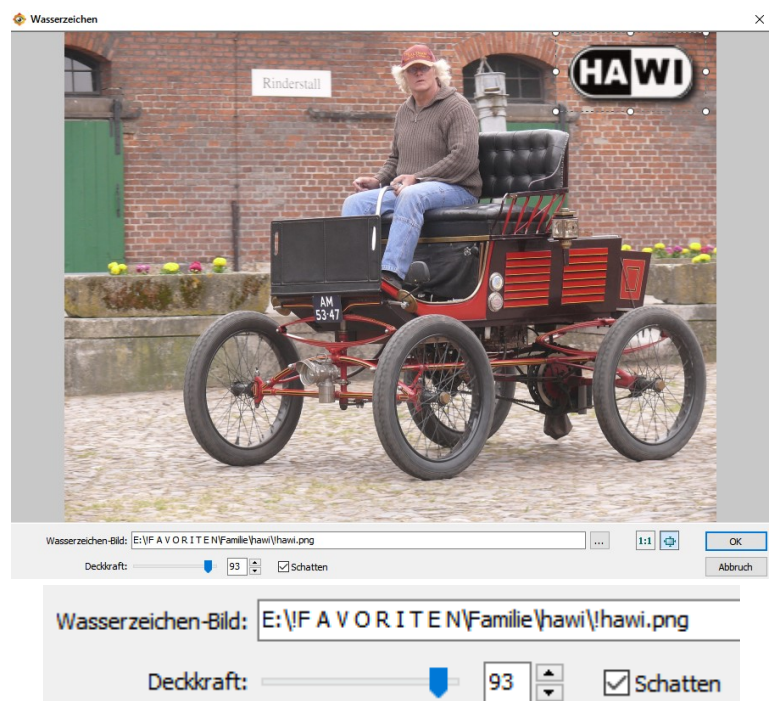 Wasserzeichen
Rinderstall
HAWI
AM
53-47
Wasserzeichen-Bild: E:\!F A V O R I T E N\Familie\hawi\!hawi.png ... 1:1 OK
Deckkraft: 93 Schatten Abbruch
Wasserzeichen-Bild: E:\!F A V O R I T E N\Familie\hawi\!hawi.png
Deckkraft: 93 Schatten